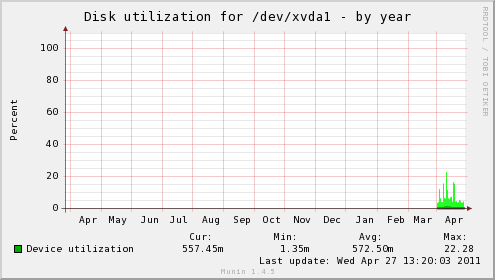 Disk utilization for /dev/xvda1 - by year
RRDTOOL / TOBI OETIKER
Percent
100
80
60
40
20
0
Apr May Jun Jul Aug Sep Oct Nov Dec Jan Feb Mar Apr
Cur: Min: Avg: Max:
Device utilization 557.45m 1.35m 572.50m 22.28
Last update: Wed Apr 27 13:20:03 2011
Munin 1.4.5